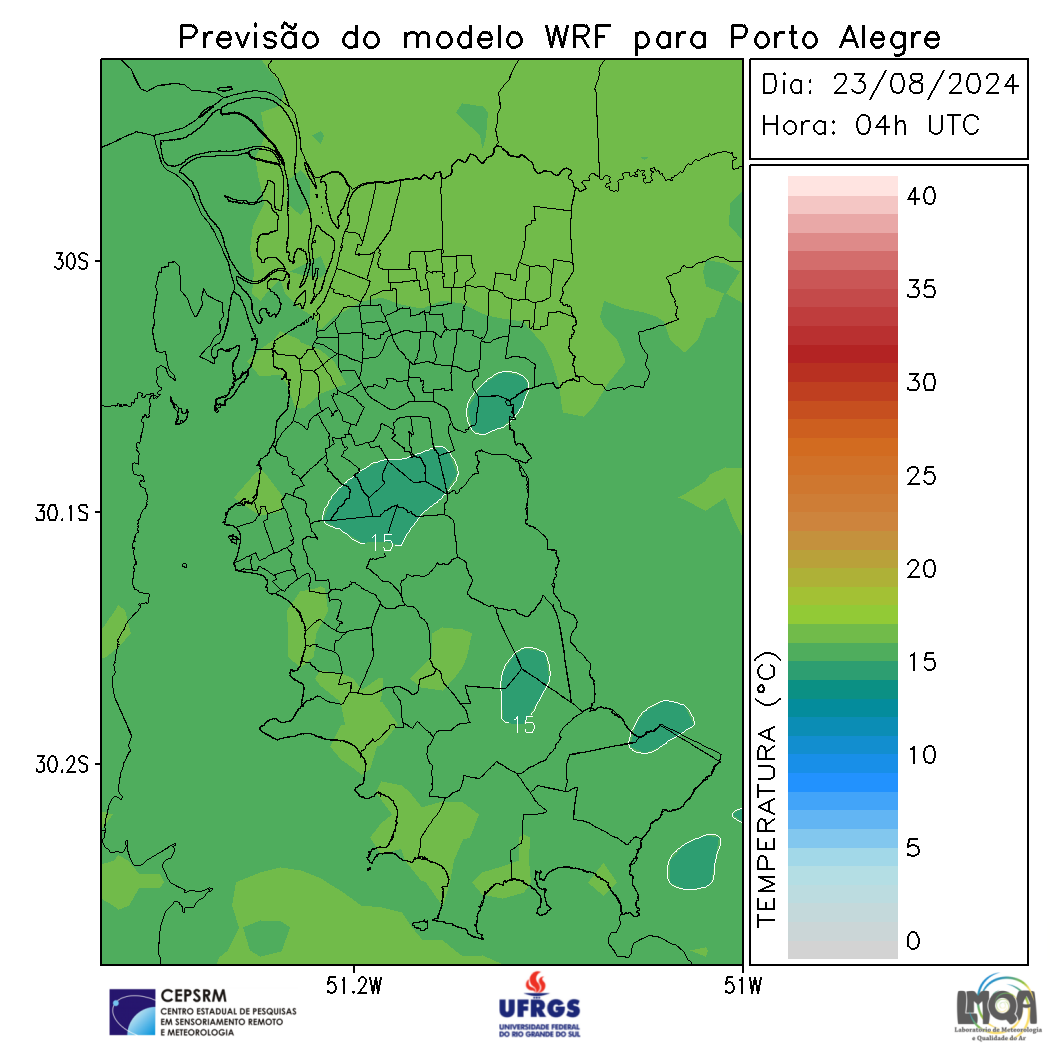 Previsão do modelo WRF para Porto Alegre
Dia: 23/08/2024
Hora: 04h UTC
40
35
30
25
20
15
10
5
0
TEMPERATURA (°C)
30S
30.1S
30.2S
15
15
51.2W
51W
CEPSRM
CENTRO ESTADUAL DE PESQUISAS
EM SENSORIAMENTO REMOTO
E METEOROLOGIA
UFRGS
UNIVERSIDADE FEDERAL
DO RIO GRANDE DO SUL
LMQA
Laboratório de Meteorologia
e Qualidade do Ar